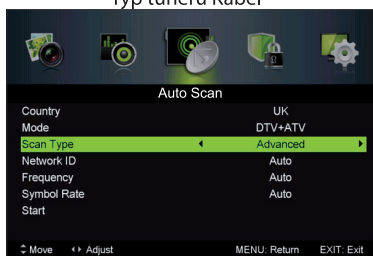 Typ tuneru Kabel
Auto Scan
Country UK
Mode DTV+ATV
Scan Type Advanced
Network ID Auto
Frequency Auto
Symbol Rate Auto
Start
Move Adjust MENU: Return EXIT: Exit